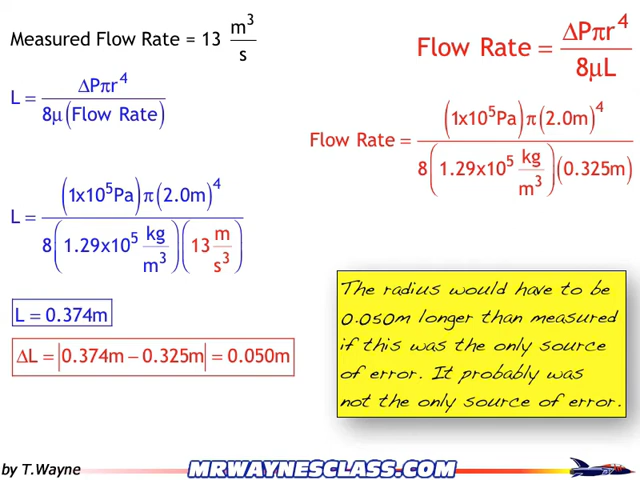 Measured Flow Rate = 13 m³/s
Flow Rate = ΔPπr⁴ / 8μL
L = ΔPπr⁴ / 8μ(Flow Rate)
Flow Rate = (1x10⁵Pa)π(2.0m)⁴ / 8(1.29x10⁵ kg/m³)(0.325m)
L = (1x10⁵Pa)π(2.0m)⁴ / 8(1.29x10⁵ kg/m³)(13 m/s³)
L = 0.374m
ΔL = |0.374m − 0.325m| = 0.050m
The radius would have to be
0.050m longer than measured
if this was the only source
of error. It probably was
not the only source of error.
by T.Wayne
MRWAYNESCLASS.COM